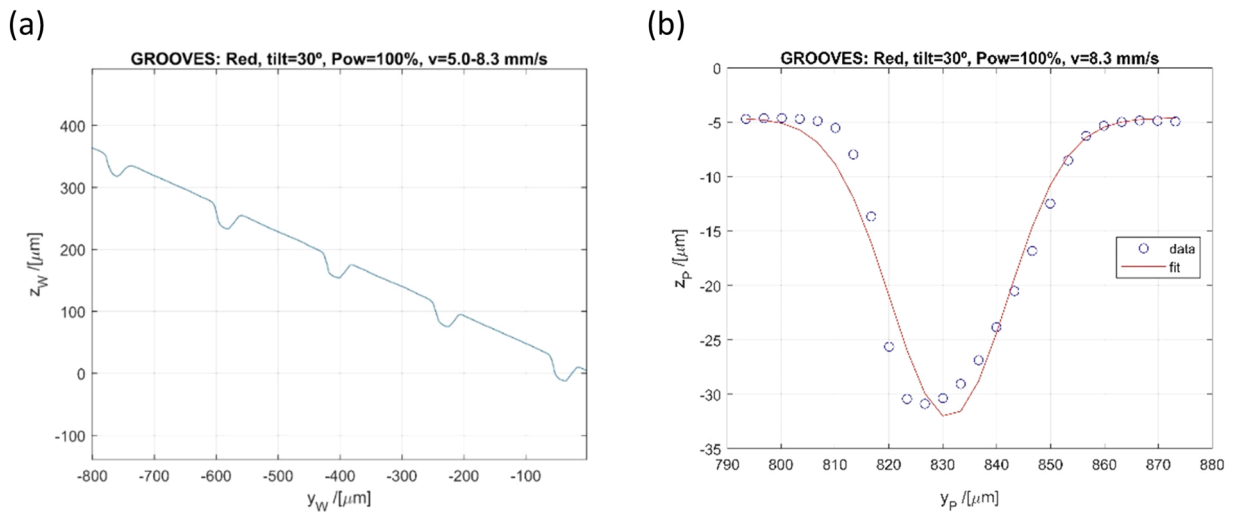 (a)
GROOVES: Red, tilt=30º, Pow=100%, v=5.0-8.3 mm/s
400
300
200
100
0
-100
z_W /[μm]
-800 -700 -600 -500 -400 -300 -200 -100
y_W /[μm]
(b)
GROOVES: Red, tilt=30º, Pow=100%, v=8.3 mm/s
0
-5
-10
-15
-20
-25
-30
-35
z_P /[μm]
data
fit
790 800 810 820 830 840 850 860 870 880
y_P /[μm]